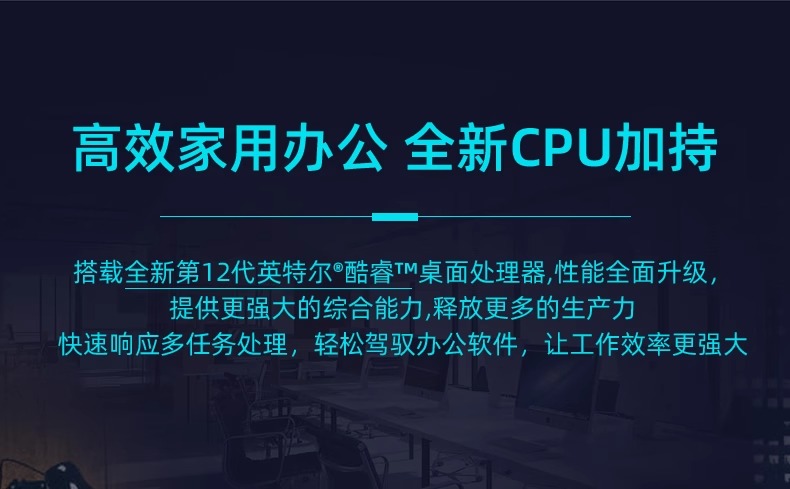 高效家用办公 全新CPU加持
搭载全新第12代英特尔®酷睿™桌面处理器,性能全面升级，
提供更强大的综合能力,释放更多的生产力
快速响应多任务处理，轻松驾驭办公软件，让工作效率更强大